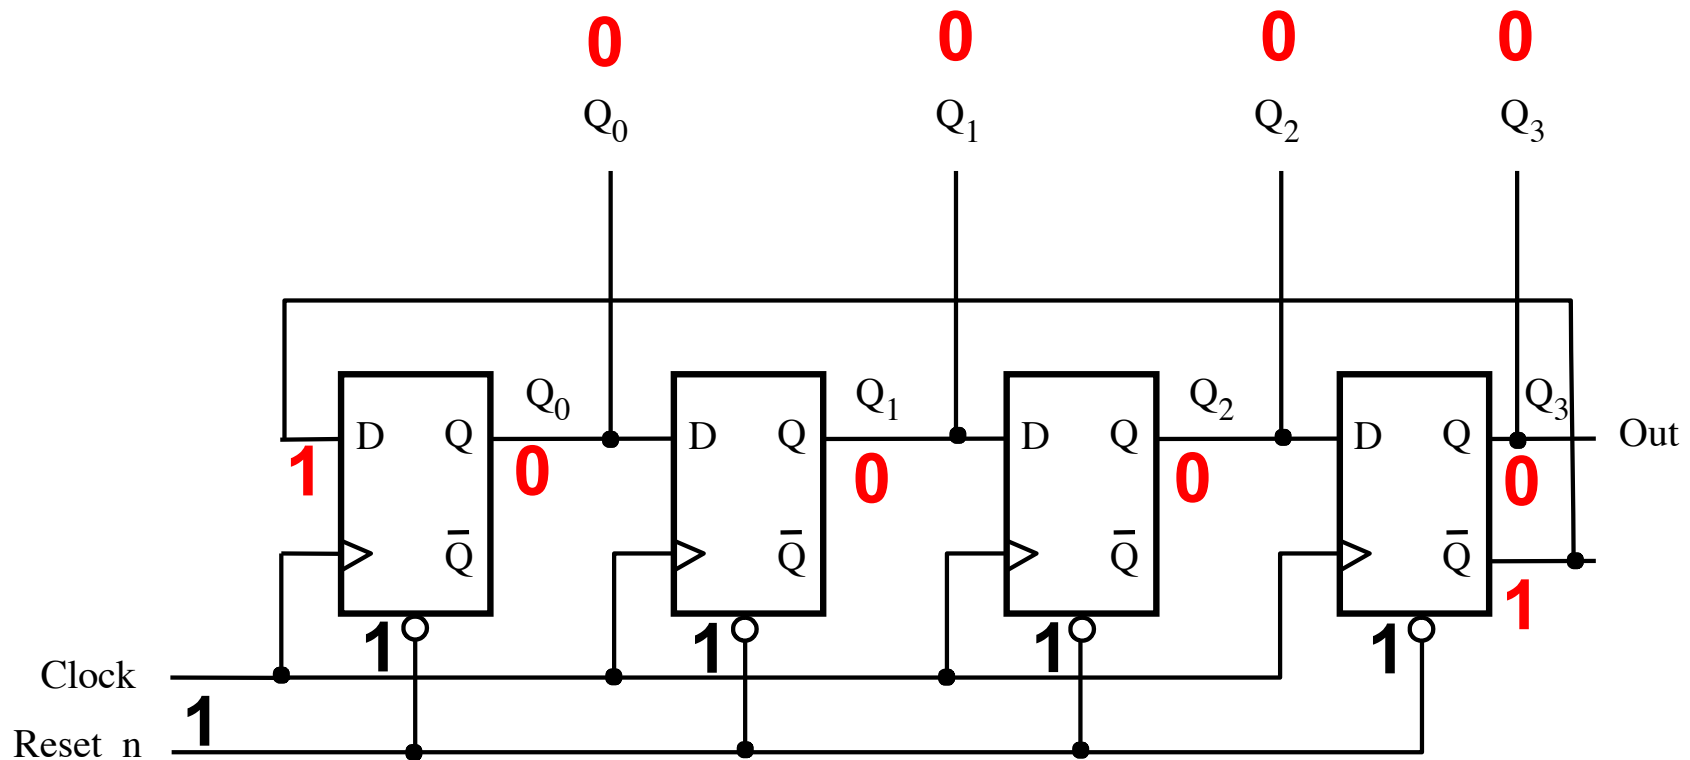 0 0 0 0
Q0 Q1 Q2 Q3
Q0 Q1 Q2 Q3
D Q D Q D Q D Q Out
1 0 0 0 0
Q̅ Q̅ Q̅ Q̅
1
1 1 1 1
Clock
1
Reset n